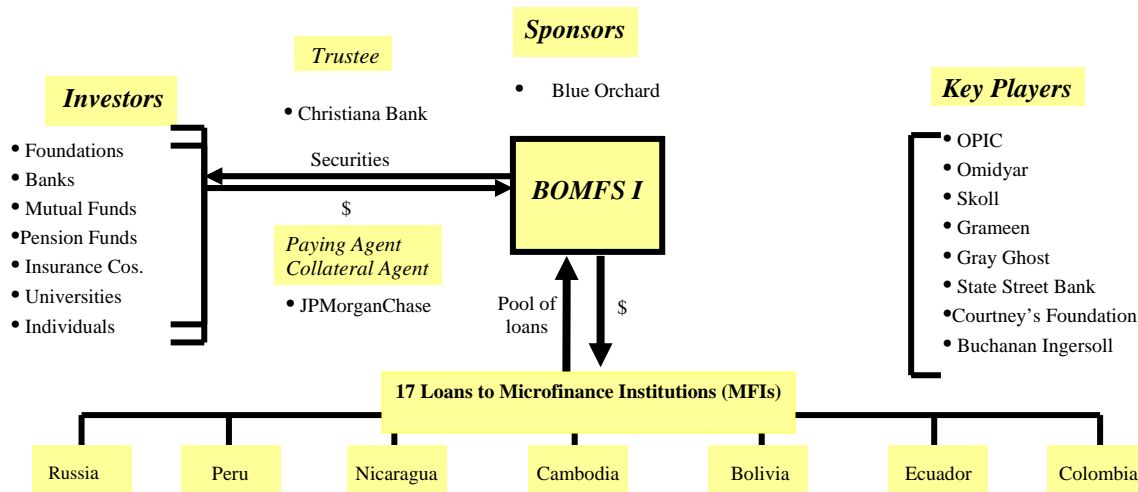 Sponsors
Trustee
• Blue Orchard
Investors
Key Players
• Christiana Bank
• Foundations
• Banks
• Mutual Funds
•Pension Funds
• Insurance Cos.
• Universities
• Individuals
Securities
$
BOMFS I
Paying Agent
Collateral Agent
• JPMorganChase
• OPIC
• Omidyar
• Skoll
• Grameen
• Gray Ghost
• State Street Bank
•Courtney’s Foundation
• Buchanan Ingersoll
Pool of
loans
$
17 Loans to Microfinance Institutions (MFIs)
Russia
Peru
Nicaragua
Cambodia
Bolivia
Ecuador
Colombia